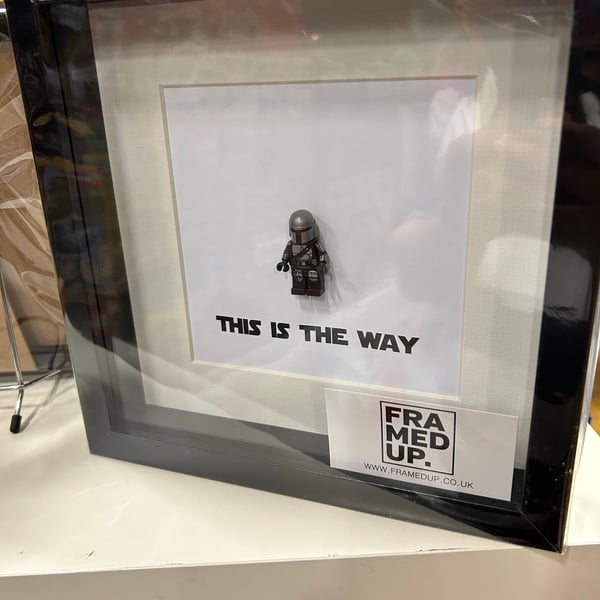 THIS IS THE WAY
FRA
MED
UP.
WWW.FRAMEDUP.CO.UK